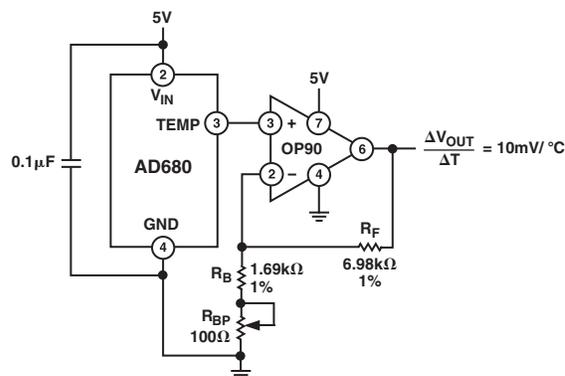 5V
2
VIN
TEMP
3
AD680
0.1µF
GND
4
5V
3
+
7
OP90
6
2
–
4
ΔVOUT
ΔT
= 10mV/ °C
RF
6.98kΩ
1%
RB
1.69kΩ
1%
RBP
100Ω